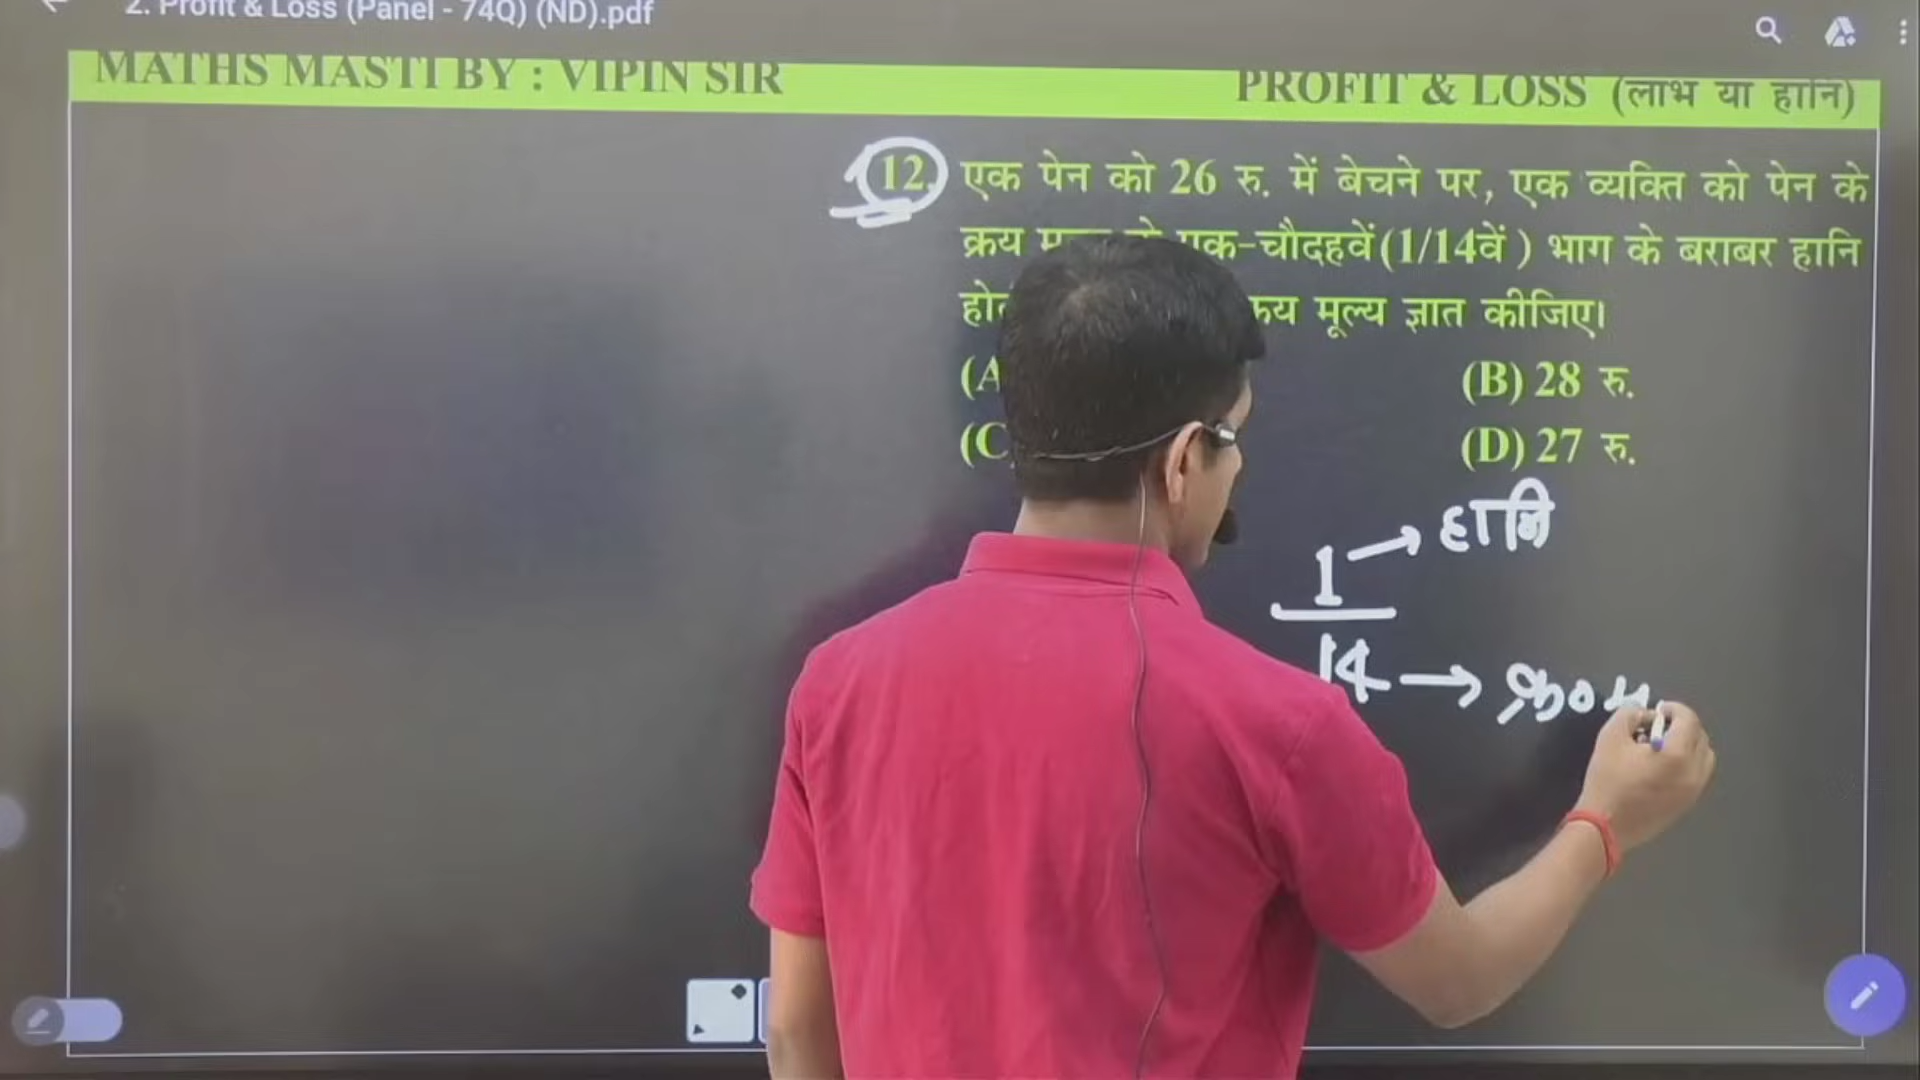 2. Profit & Loss (Panel - 74Q) (ND).pdf
MATHS MASTI BY : VIPIN SIR
PROFIT & LOSS (लाभ या हानि)
12. एक पेन को 26 रु. में बेचने पर, एक व्यक्ति को पेन के
क्रय एक-चौदहवें (1/14वें ) भाग के बराबर हानि
मूल्य ज्ञात कीजिए।
(B) 28 रु.
(D) 27 रु.
1 → हानि
14 → क्र०मू